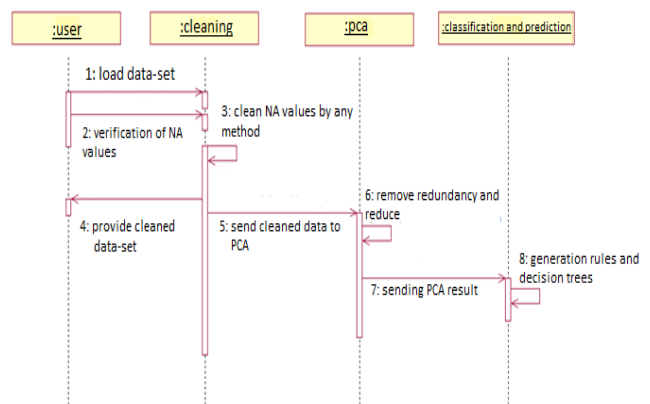 :user
:cleaning
:pca
:classification and prediction
1: load data-set
2: verification of NA
values
3: clean NA values by any
method
4: provide cleaned
data-set
5: send cleaned data to
PCA
6: remove redundancy and
reduce
7: sending PCA result
8: generation rules and
decision trees